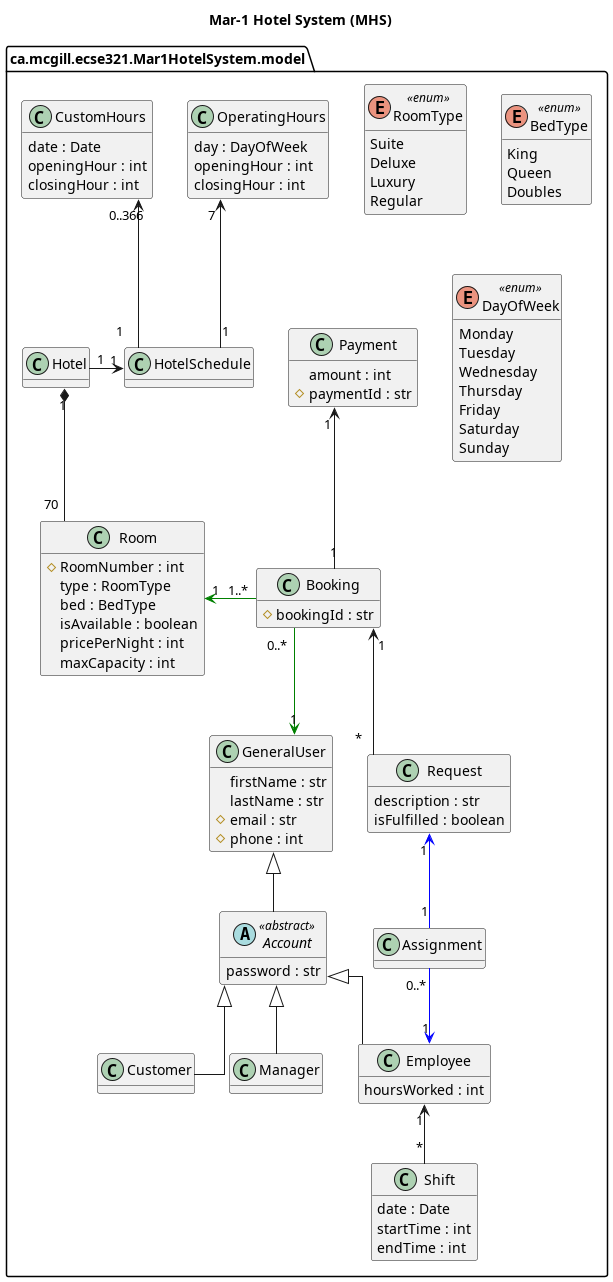 Mar-1 Hotel System (MHS)
ca.mcgill.ecse321.Mar1HotelSystem.model
C CustomHours
date : Date
openingHour : int
closingHour : int
C OperatingHours
day : DayOfWeek
openingHour : int
closingHour : int
E «enum»
RoomType
Suite
Deluxe
Luxury
Regular
E «enum»
BedType
King
Queen
Doubles
0..366
7
1
1
E «enum»
DayOfWeek
Monday
Tuesday
Wednesday
Thursday
Friday
Saturday
Sunday
C Hotel
1 1
C HotelSchedule
C Payment
amount : int
paymentId : str
1
70
1
1
C Room
RoomNumber : int
type : RoomType
bed : BedType
isAvailable : boolean
pricePerNight : int
maxCapacity : int
1 1..*
C Booking
bookingId : str
0..*
1
1
*
C GeneralUser
firstName : str
lastName : str
email : str
phone : int
C Request
description : str
isFulfilled : boolean
1
1
A «abstract»
Account
password : str
C Assignment
0..*
1
C Customer
C Manager
C Employee
hoursWorked : int
1
*
C Shift
date : Date
startTime : int
endTime : int